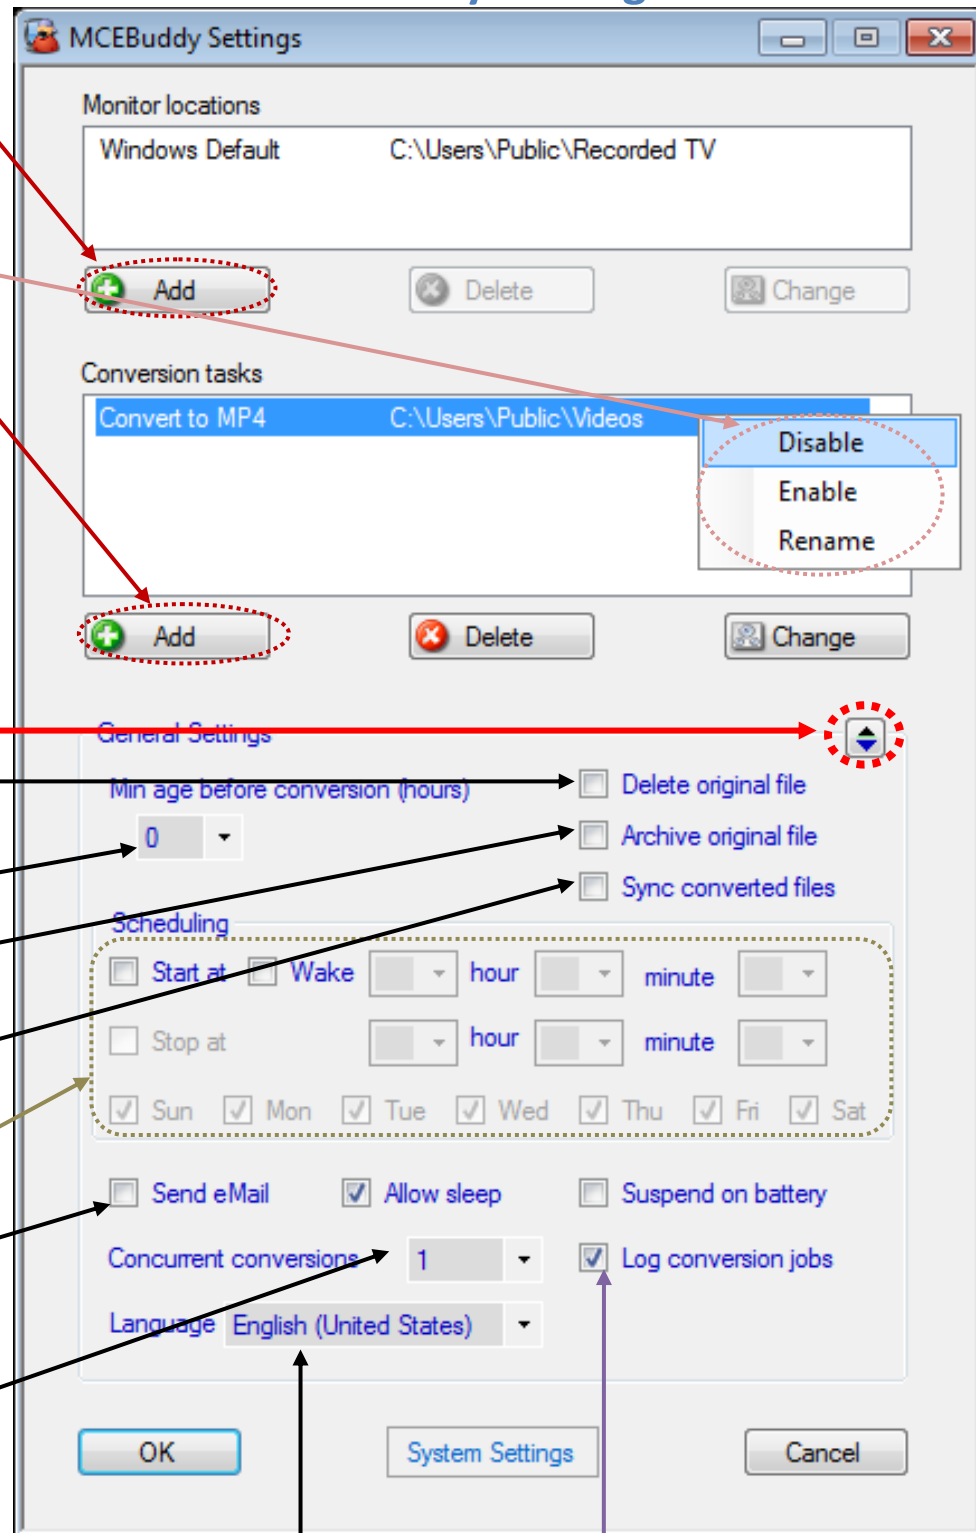 MCEBuddy Settings
Monitor locations
Windows Default C:\Users\Public\Recorded TV
Add Delete Change
Conversion tasks
Convert to MP4 C:\Users\Public\Videos
Disable
Enable
Rename
Add Delete Change
General Settings
Min age before conversion (hours) Delete original file
0 Archive original file
Sync converted files
Scheduling
Start at Wake hour minute
Stop at hour minute
Sun Mon Tue Wed Thu Fri Sat
Send eMail Allow sleep Suspend on battery
Concurrent conversions 1 Log conversion jobs
Language English (United States)
OK System Settings Cancel